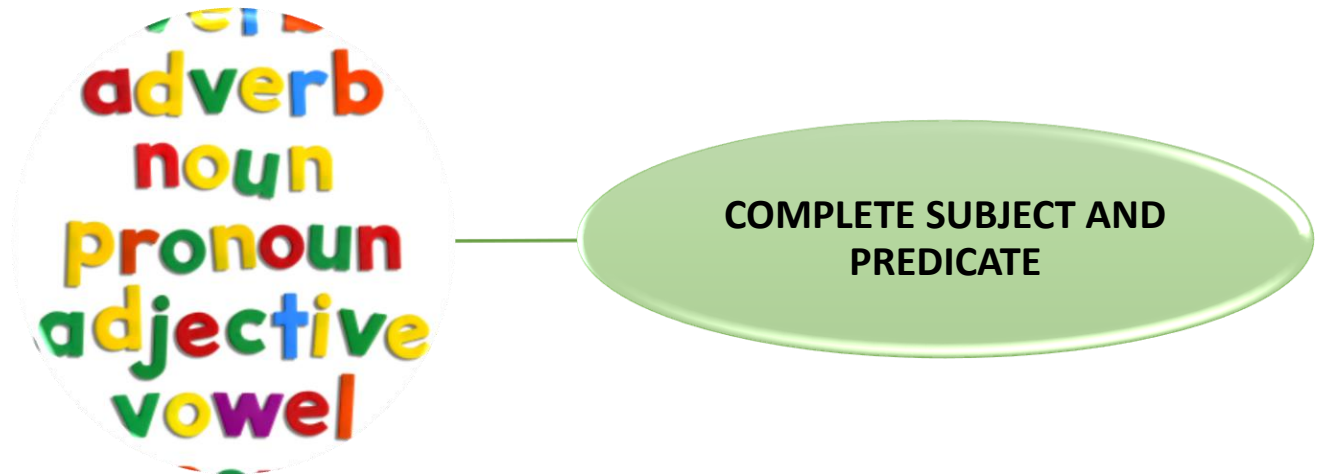 adverb
noun
pronoun
adjective
vowel
COMPLETE SUBJECT AND
PREDICATE